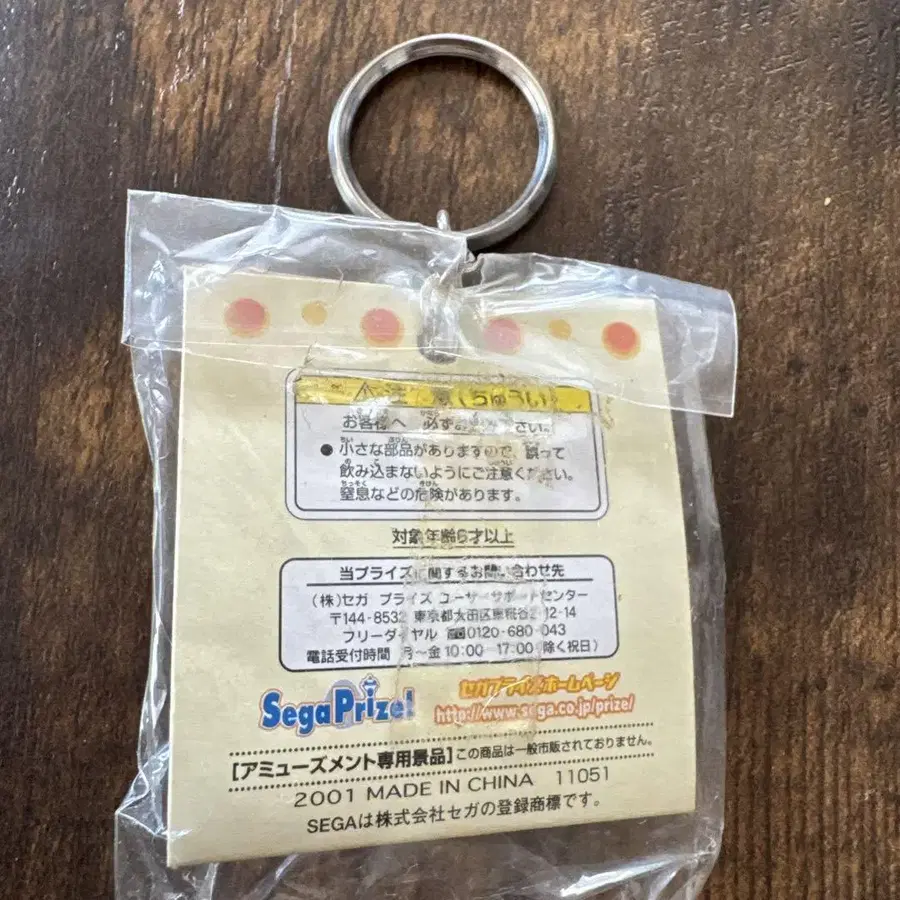 注 意(ちゅうい)
お客様へ 必ずお さい。
● 小さな部品がありますので、誤って
飲み込まないようにご注意ください。
窒息などの危険があります。
対象年齢6才以上
当プライズに関するお問い合わせ先
(株)セガ プライズ ユーザーサポートセンター
〒144-8532 東京都大田区東糀谷2-12-14
フリーダイヤル 0120-680-043
電話受付時間 月〜金 10:00-17:00 (除く祝日)
SegaPrize!
セガプライズホームページ
http://www.sega.co.jp/prize/
[アミューズメント専用景品] この商品は一般市販されておりません。
2001 MADE IN CHINA 11051
SEGAは株式会社セガの登録商標です。